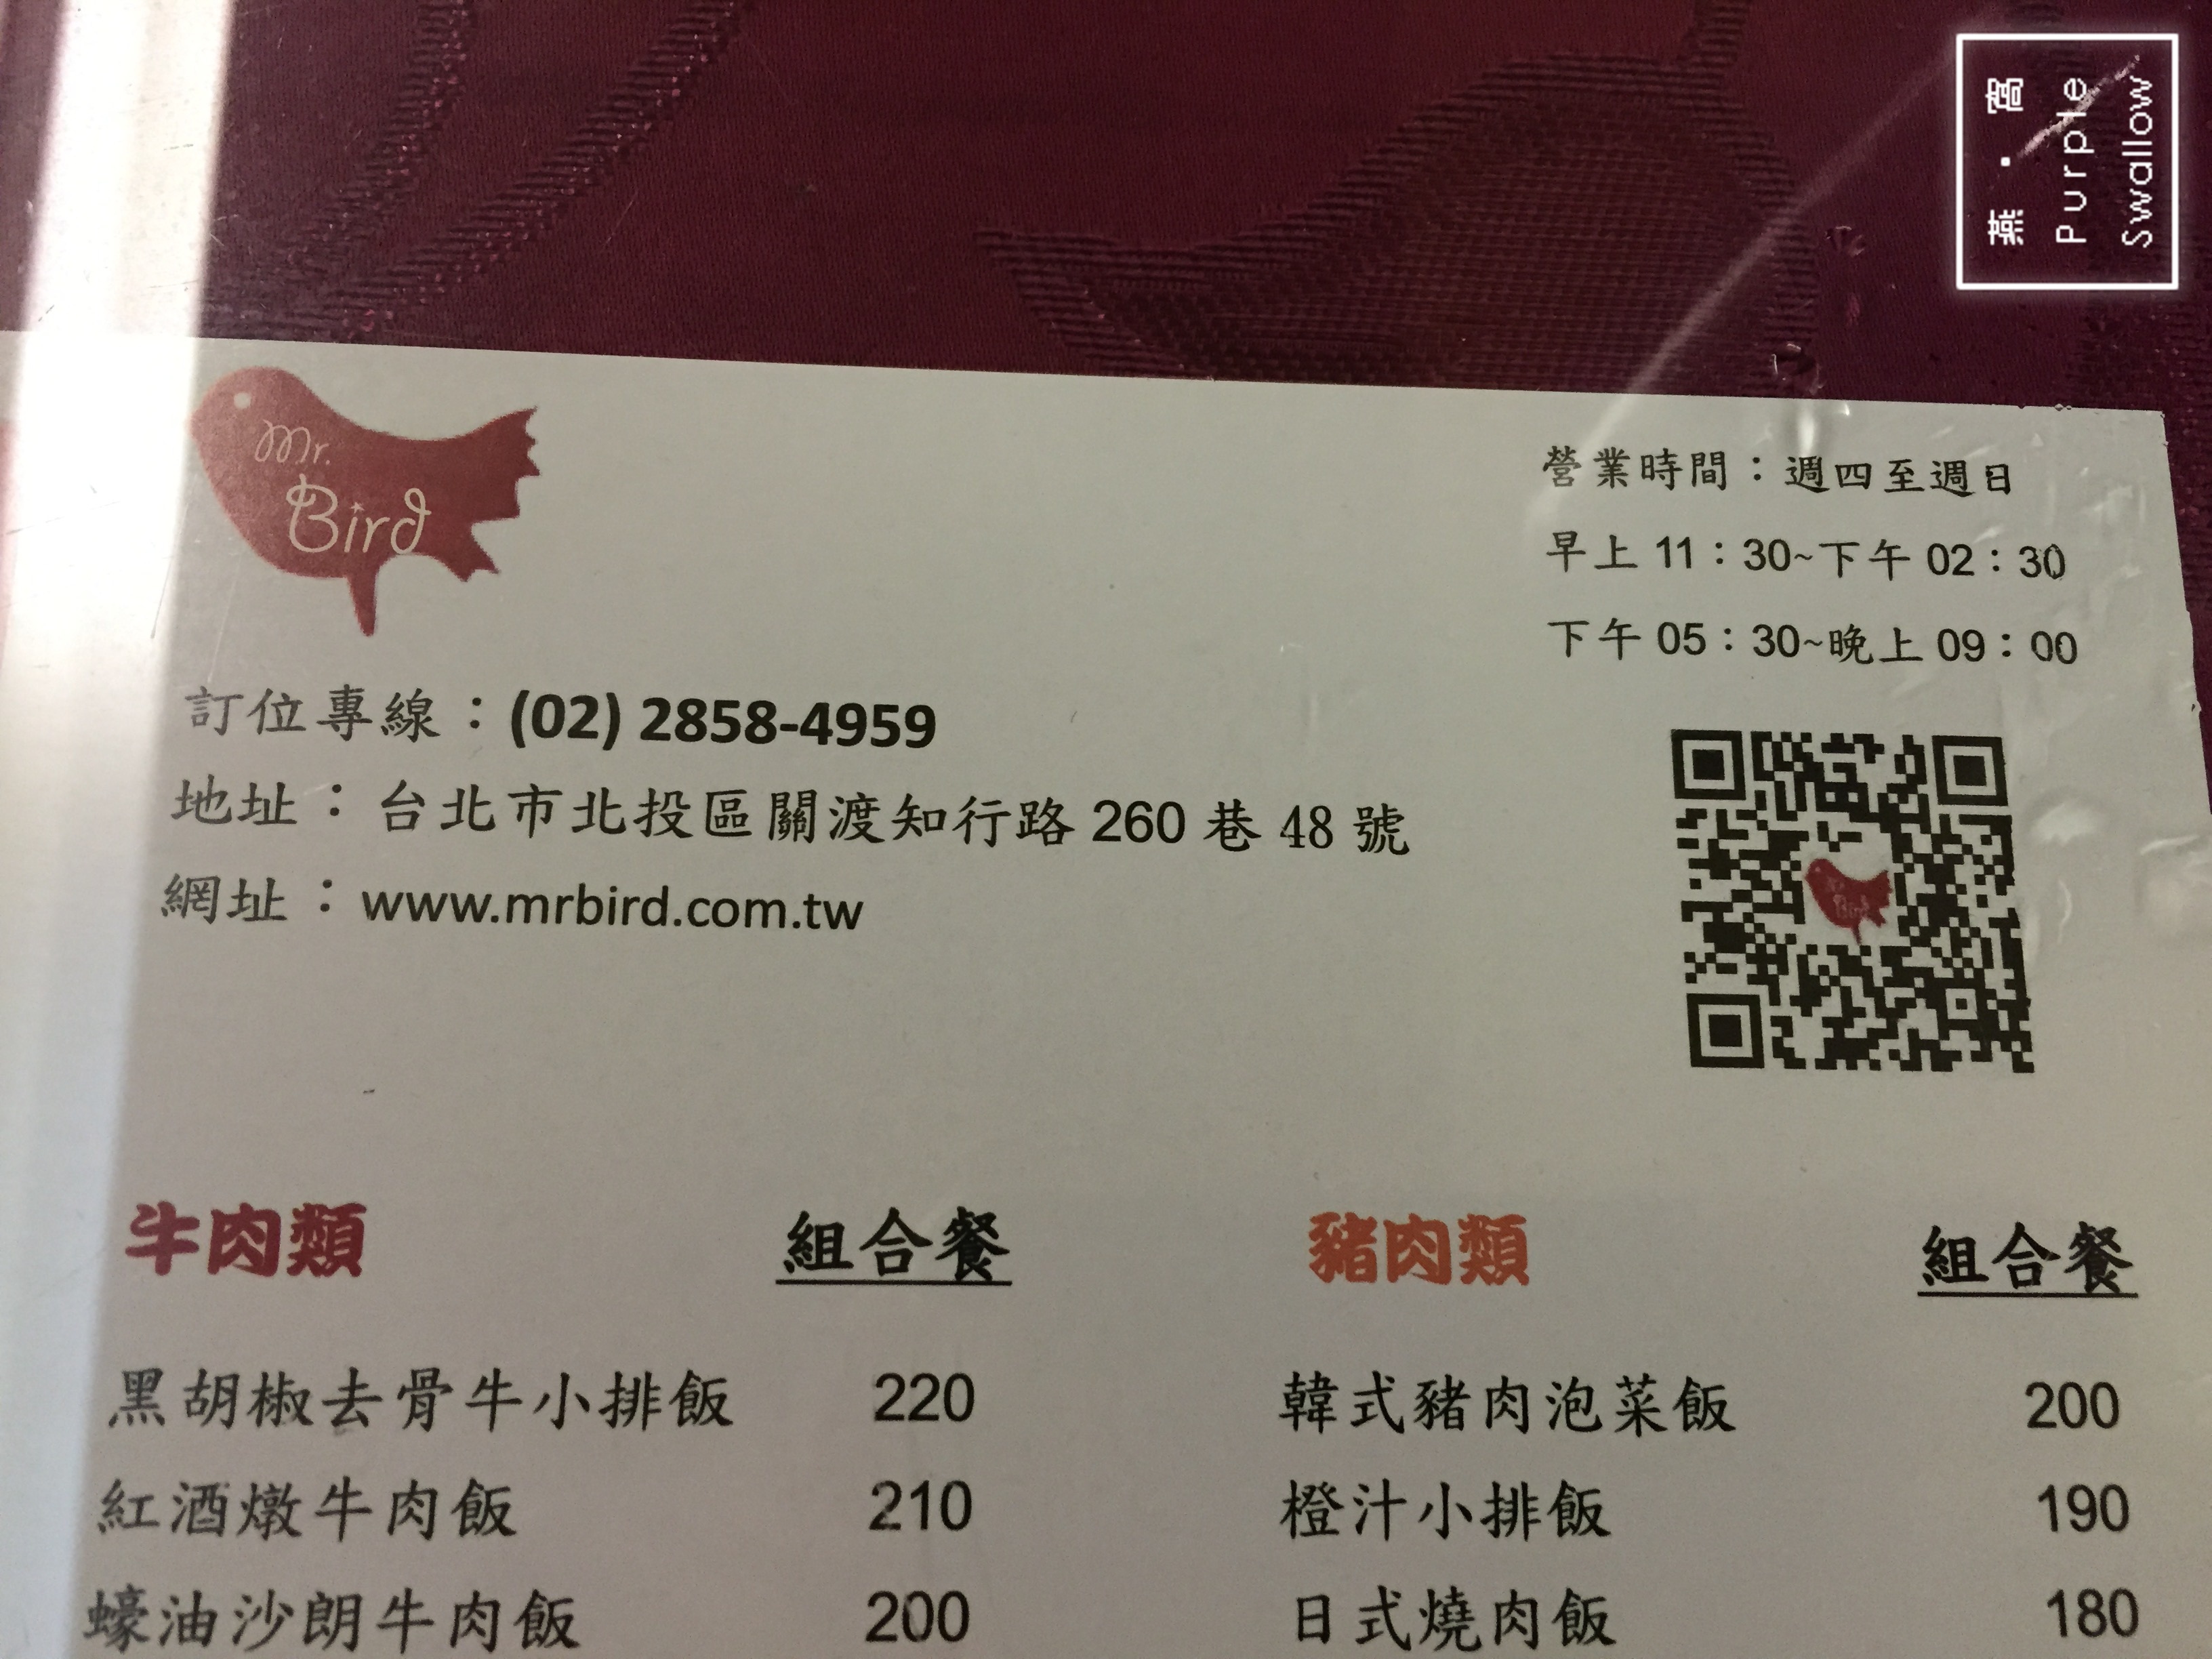 燕・窩
Purple
Swallow
Mr.
Bird
營業時間：週四至週日
早上 11：30~下午 02：30
下午 05：30~晚上 09：00
訂位專線：(02) 2858-4959
地址：台北市北投區關渡知行路 260 巷 48 號
網址：www.mrbird.com.tw
Mr. Bird
牛肉類 組合餐
黑胡椒去骨牛小排飯 220
紅酒燉牛肉飯 210
蠔油沙朗牛肉飯 200
豬肉類 組合餐
韓式豬肉泡菜飯 200
橙汁小排飯 190
日式燒肉飯 180